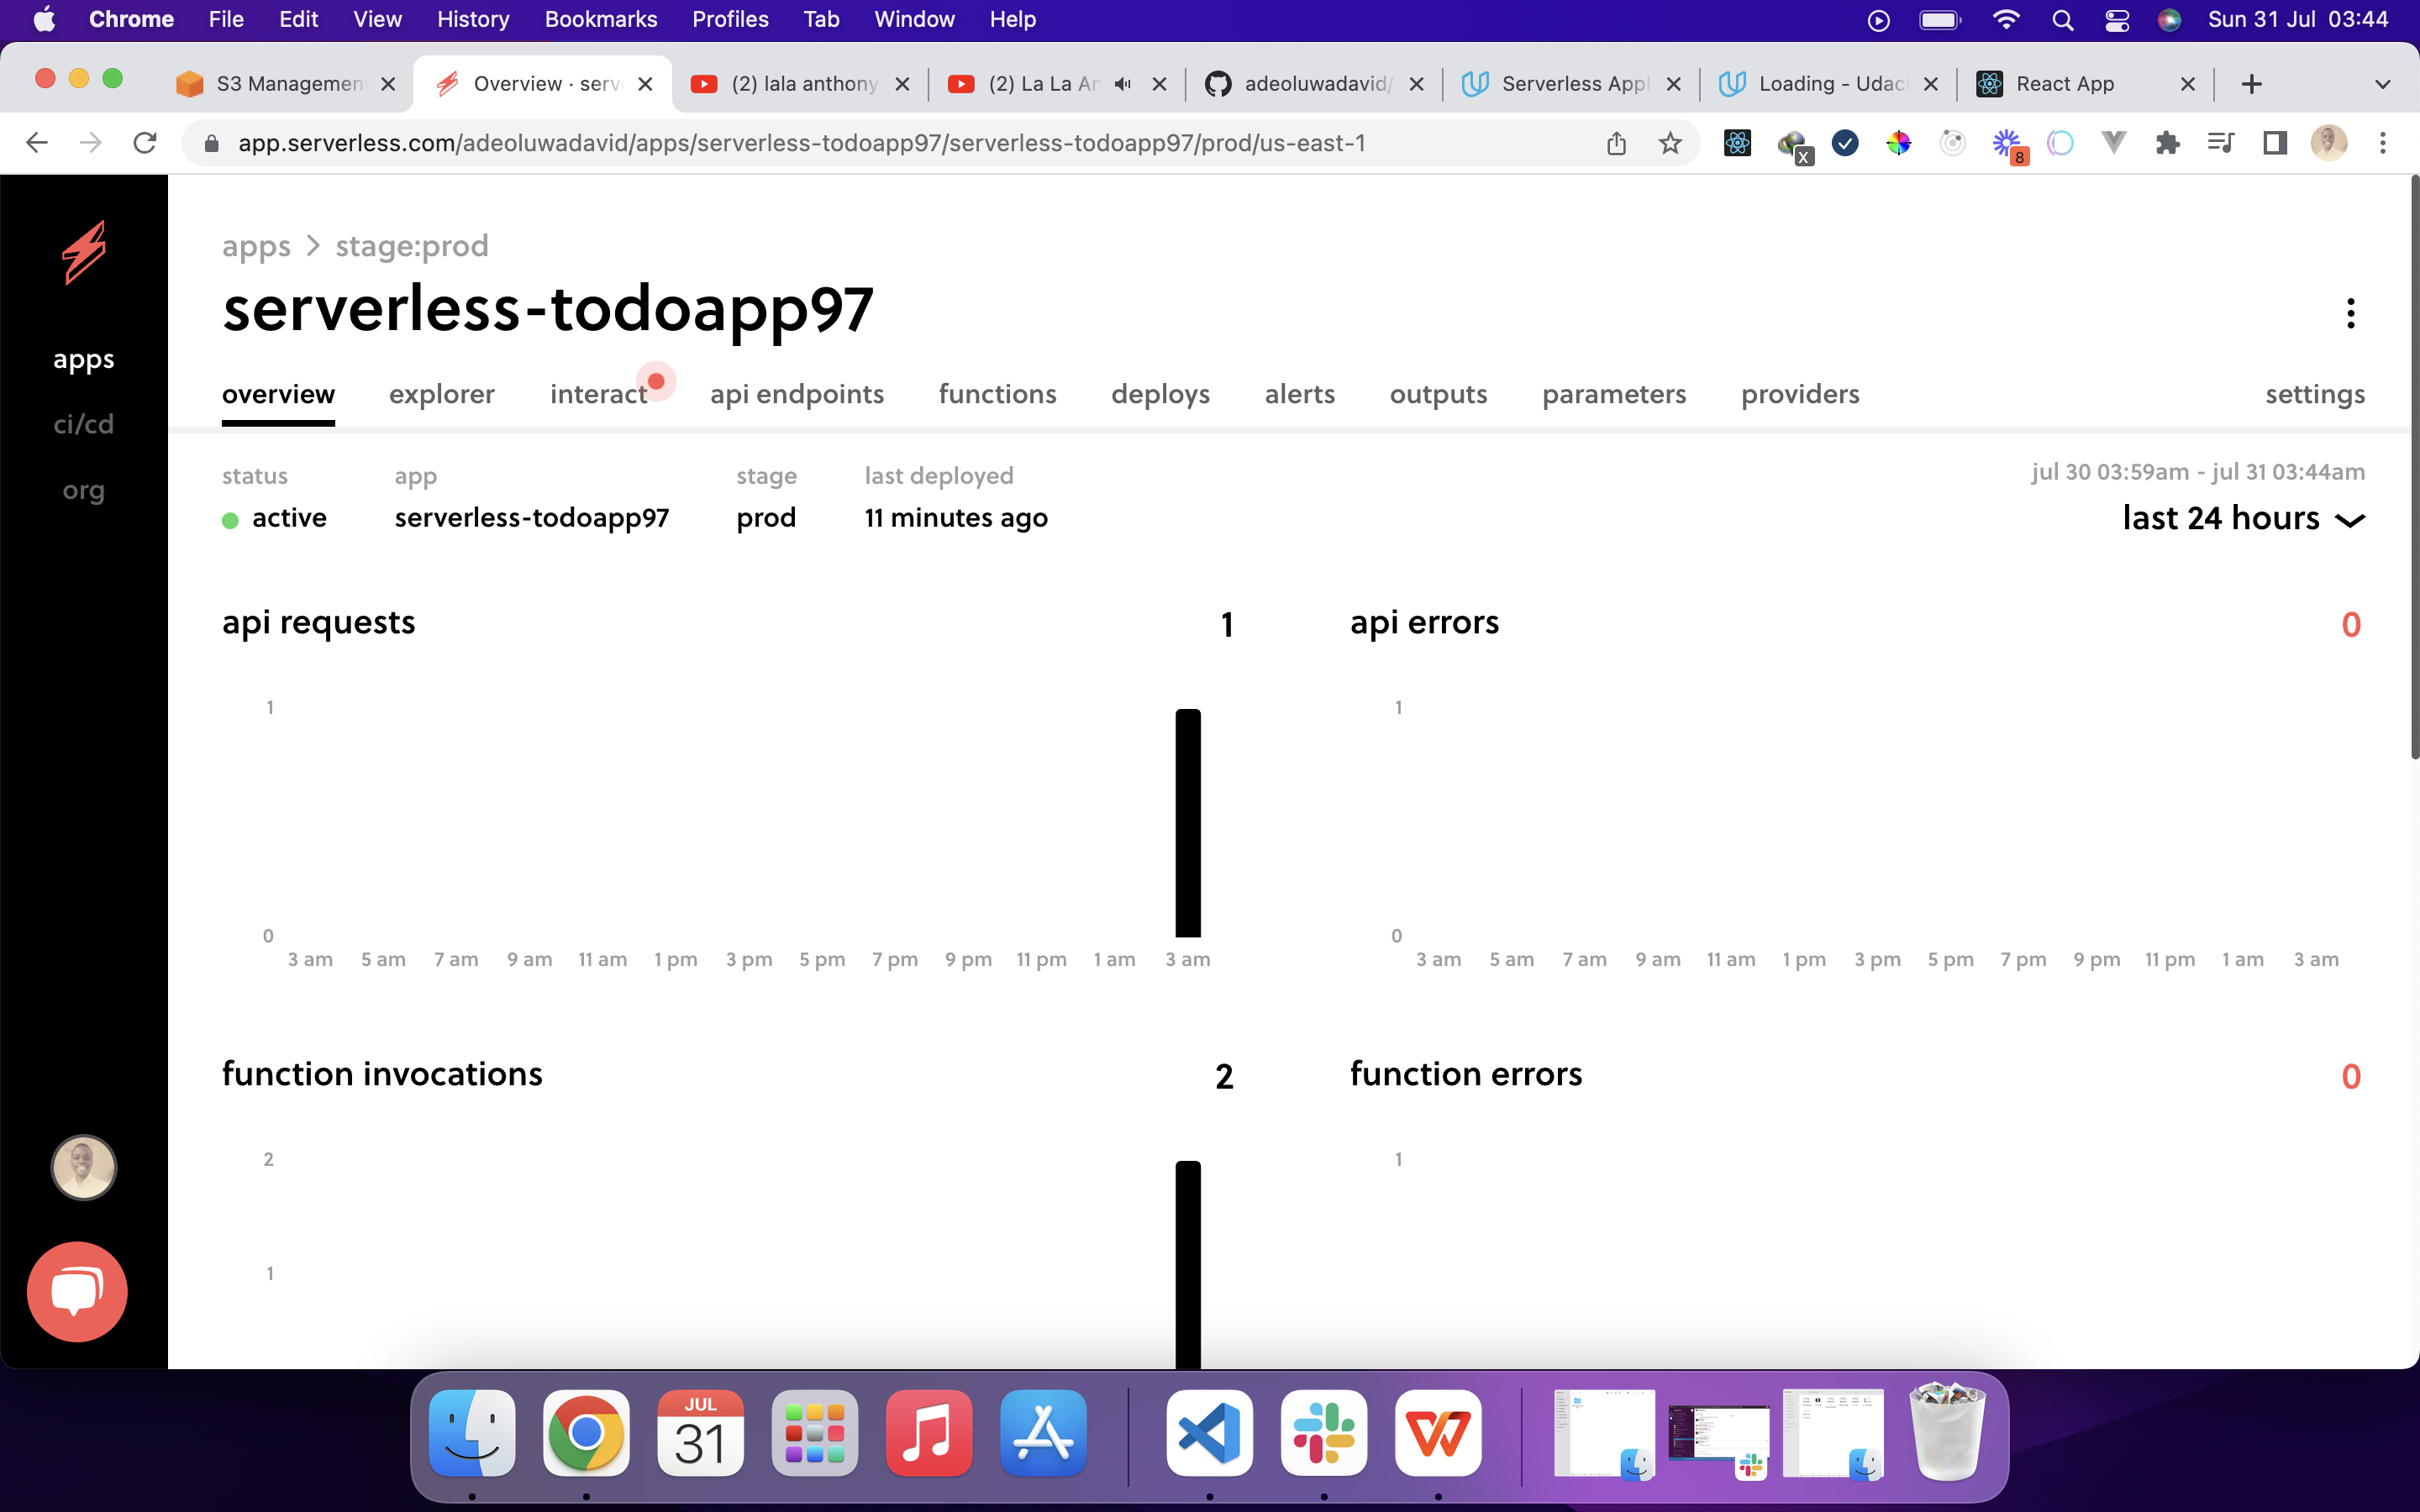 Chrome File Edit View History Bookmarks Profiles Tab Window Help Sun 31 Jul 03:44
S3 Managemen Overview · serv (2) lala anthony (2) La La An adeoluwadavid/ Serverless Appl Loading - Udaci React App
app.serverless.com/adeoluwadavid/apps/serverless-todoapp97/serverless-todoapp97/prod/us-east-1 X 8
apps > stage:prod
serverless-todoapp97
apps
ci/cd
org
overview explorer interact api endpoints functions deploys alerts outputs parameters providers settings
status app stage last deployed jul 30 03:59am - jul 31 03:44am
active serverless-todoapp97 prod 11 minutes ago last 24 hours
api requests 1 api errors 0
1 1
0 0
3 am 5 am 7 am 9 am 11 am 1 pm 3 pm 5 pm 7 pm 9 pm 11 pm 1 am 3 am 3 am 5 am 7 am 9 am 11 am 1 pm 3 pm 5 pm 7 pm 9 pm 11 pm 1 am 3 am
function invocations 2 function errors 0
2 1
1
JUL
31